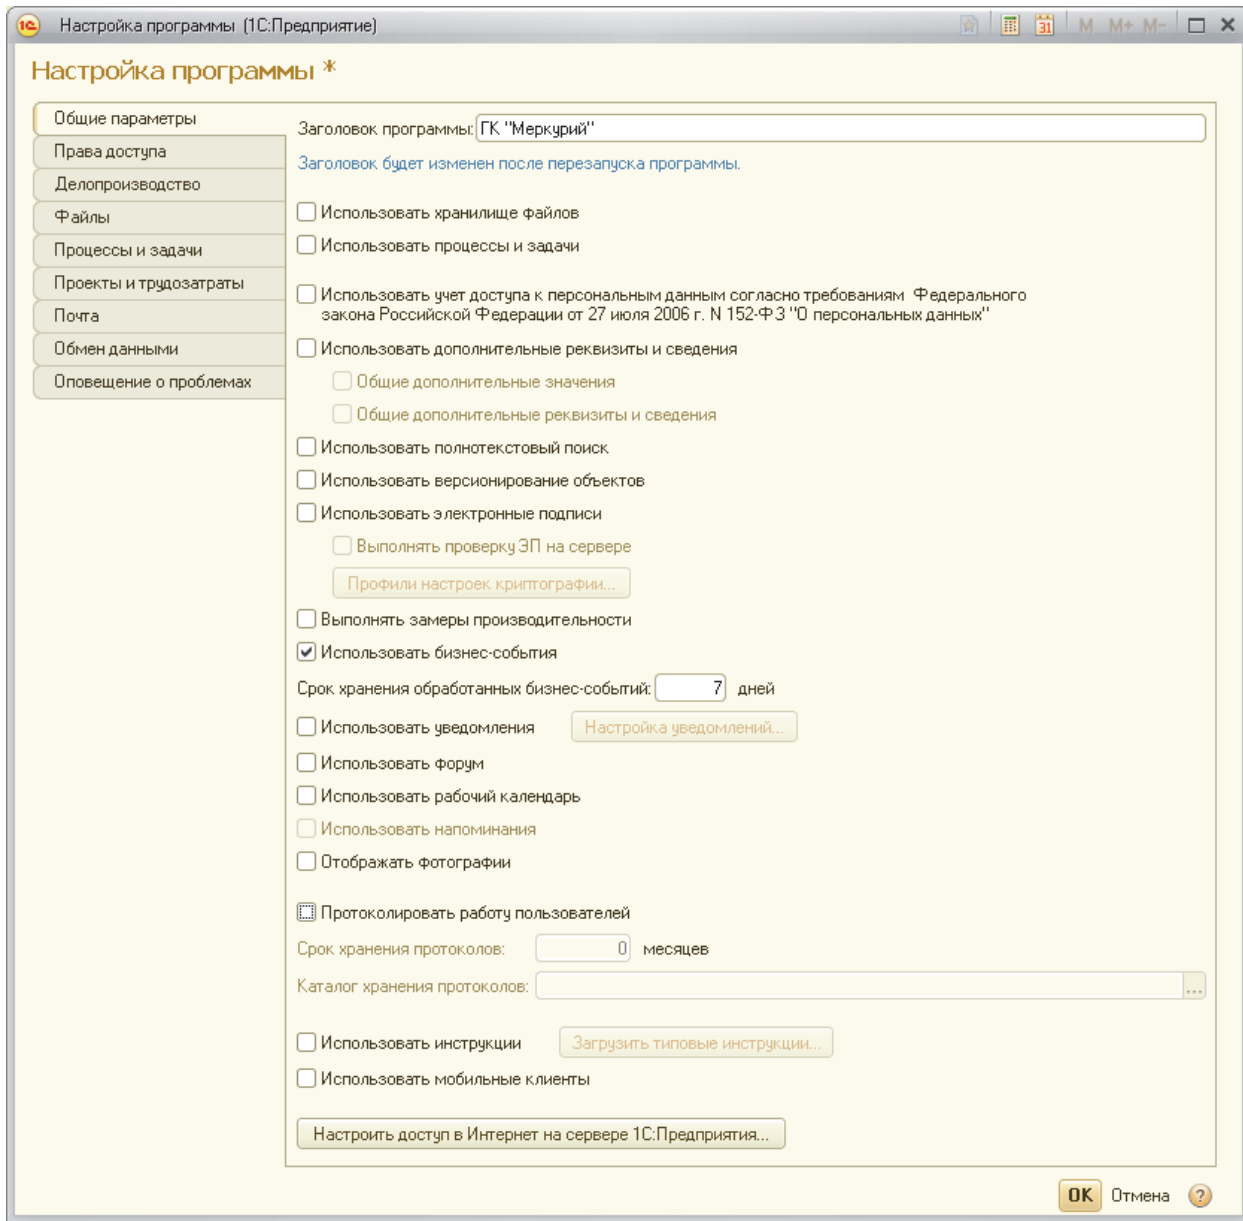 Настройка программы (1С:Предприятие)
31 M M+ M-
Настройка программы *
Общие параметры
Права доступа
Делопроизводство
Файлы
Процессы и задачи
Проекты и трудозатраты
Почта
Обмен данными
Оповещение о проблемах
Заголовок программы: ГК "Меркурий"
Заголовок будет изменен после перезапуска программы.
Использовать хранилище файлов
Использовать процессы и задачи
Использовать учет доступа к персональным данным согласно требованиям Федерального
закона Российской Федерации от 27 июля 2006 г. N 152-ФЗ "О персональных данных"
Использовать дополнительные реквизиты и сведения
Общие дополнительные значения
Общие дополнительные реквизиты и сведения
Использовать полнотекстовый поиск
Использовать версионирование объектов
Использовать электронные подписи
Выполнять проверку ЭП на сервере
Профили настроек криптографии...
Выполнять замеры производительности
Использовать бизнес-события
Срок хранения обработанных бизнес-событий: 7 дней
Использовать уведомления Настройка уведомлений...
Использовать форум
Использовать рабочий календарь
Использовать напоминания
Отображать фотографии
Протоколировать работу пользователей
Срок хранения протоколов: 0 месяцев
Каталог хранения протоколов: ...
Использовать инструкции Загрузить типовые инструкции...
Использовать мобильные клиенты
Настроить доступ в Интернет на сервере 1С:Предприятия...
OK Отмена ?